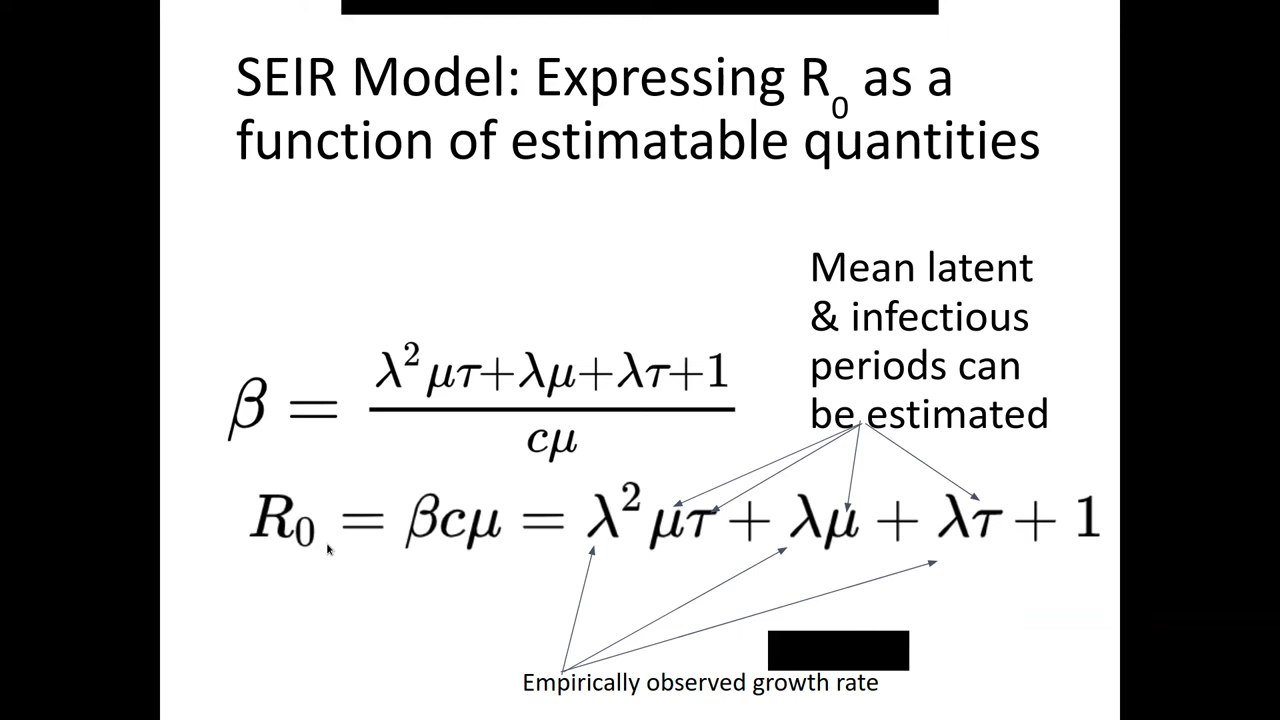 SEIR Model: Expressing R₀ as a
function of estimatable quantities
Mean latent
& infectious
periods can
be estimated
β = (λ²μτ+λμ+λτ+1)/(cμ)
R₀ = βcμ = λ²μτ + λμ + λτ + 1
Empirically observed growth rate